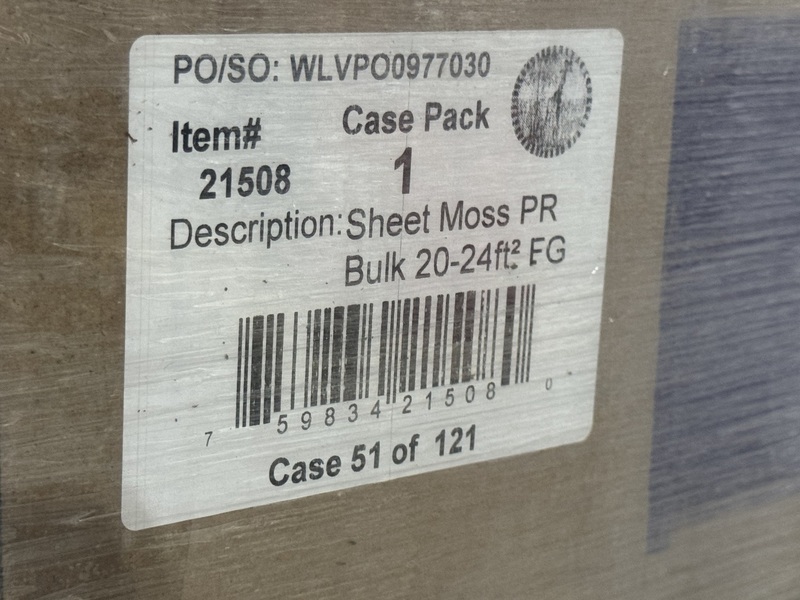 PO/SO: WLVPO0977030
Item#
Case Pack
21508
1
Description: Sheet Moss PR
Bulk 20-24ft² FG
7 59834 21508 0
Case 51 of 121